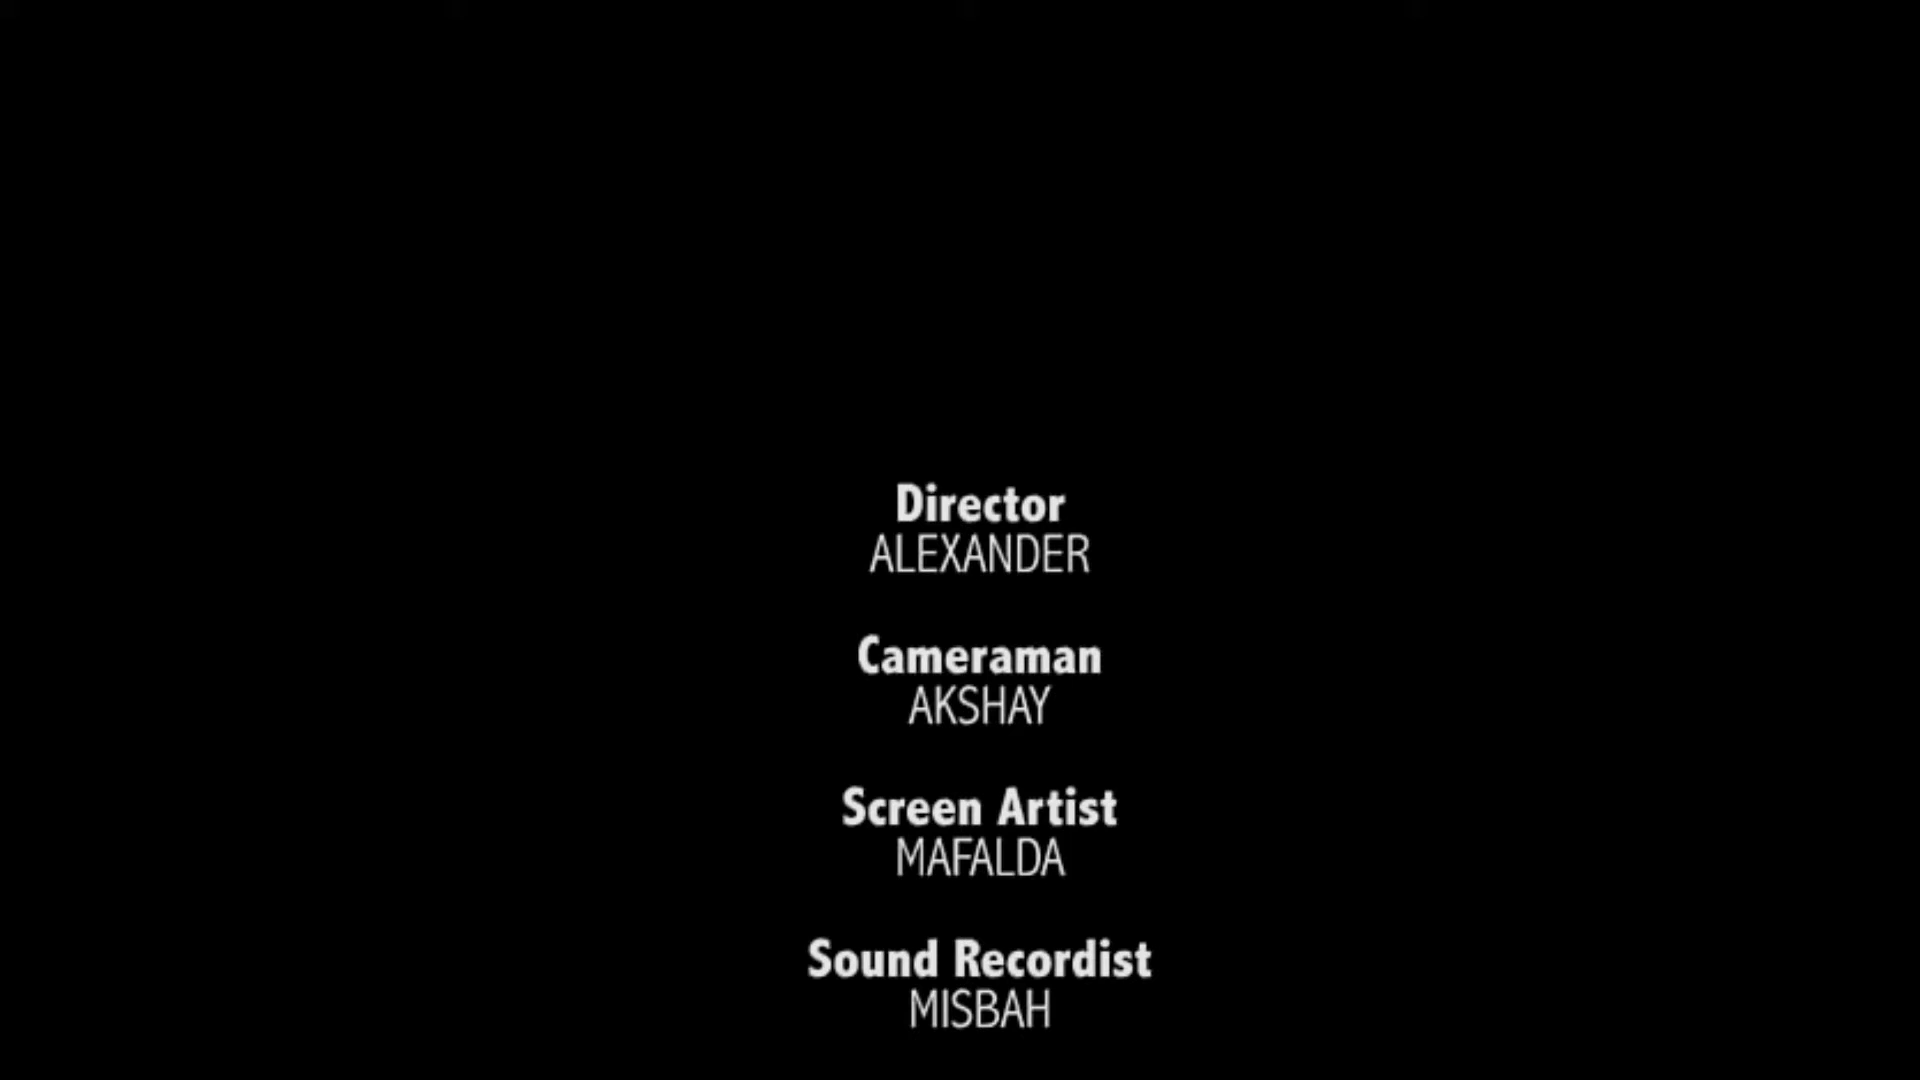 Director
ALEXANDER
Cameraman
AKSHAY
Screen Artist
MAFALDA
Sound Recordist
MISBAH